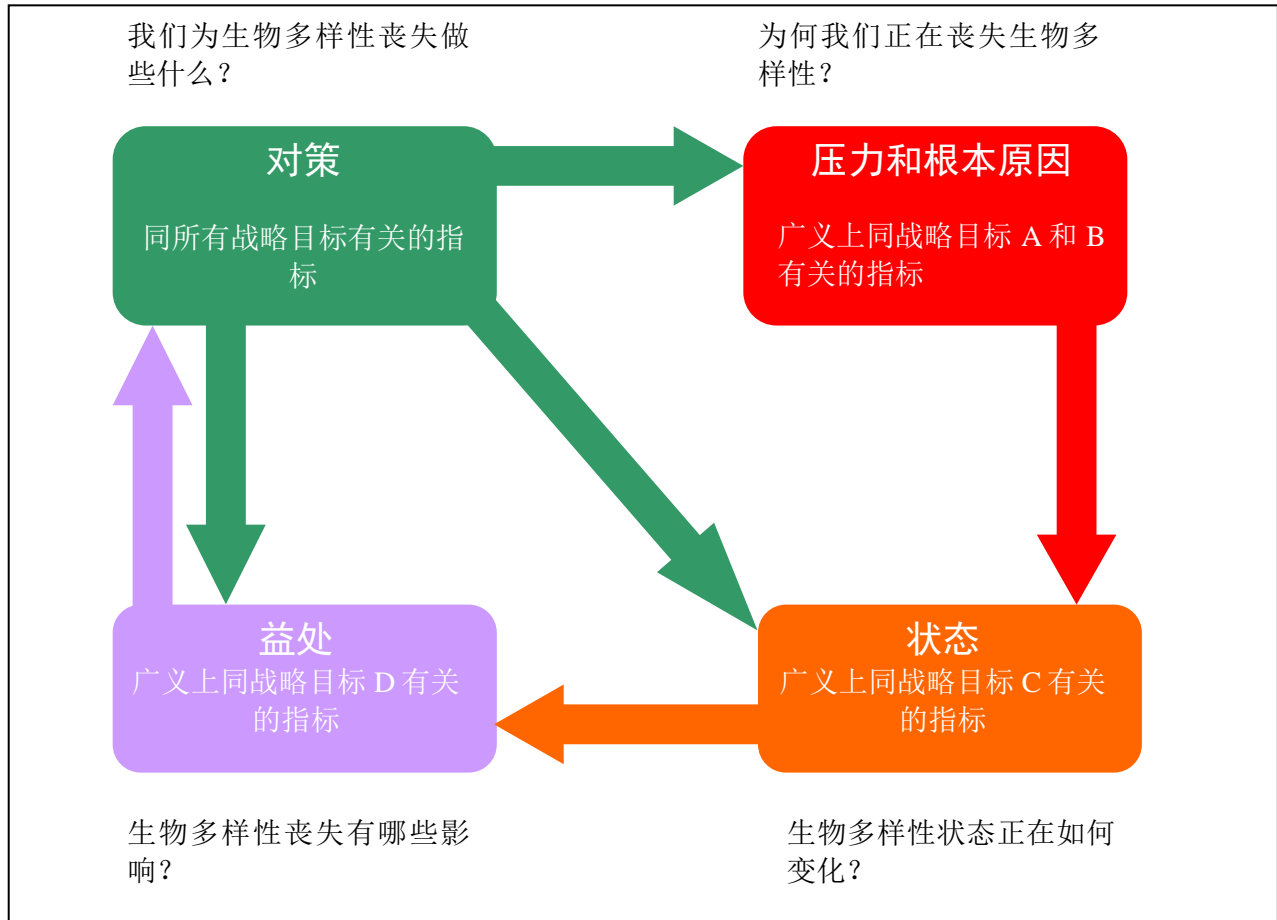 我们为生物多样性丧失做
些什么？
为何我们正在丧失生物多
样性？
对策
同所有战略目标有关的指
标
压力和根本原因
广义上同战略目标 A 和 B
有关的指标
益处
广义上同战略目标 D 有关
的指标
状态
广义上同战略目标 C 有关
的指标
生物多样性丧失有哪些影
响？
生物多样性状态正在如何
变化？